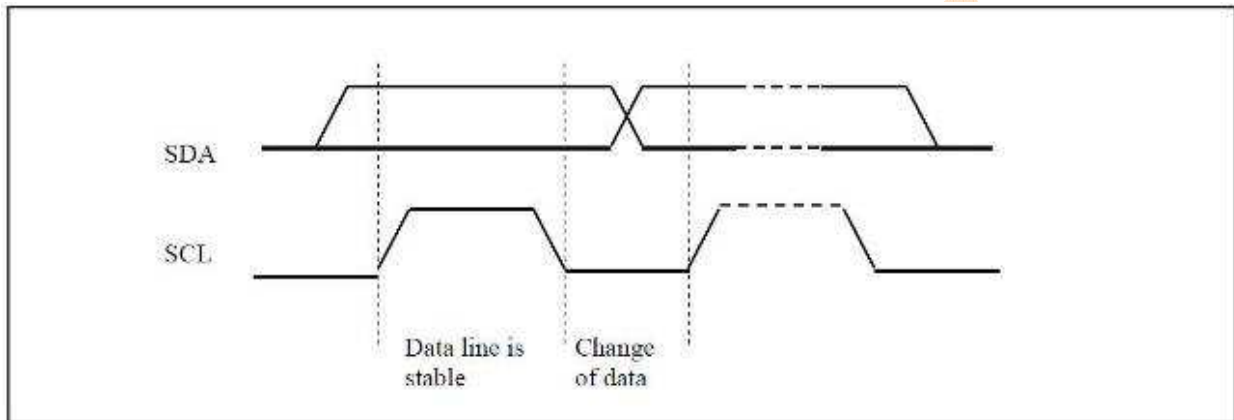 SDA
SCL
Data line is
stable
Change
of data